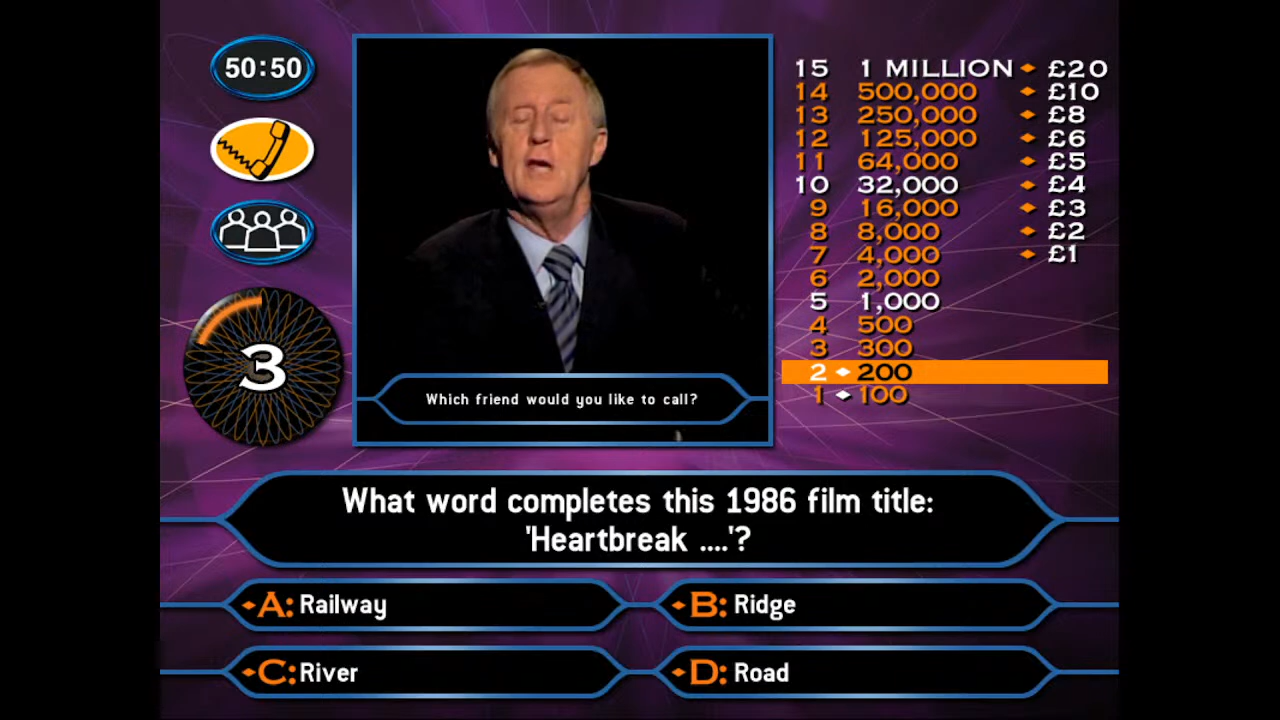 50:50
3
Which friend would you like to call?
15 1 MILLION £20
14 500,000 £10
13 250,000 £8
12 125,000 £6
11 64,000 £5
10 32,000 £4
9 16,000 £3
8 8,000 £2
7 4,000 £1
6 2,000
5 1,000
4 500
3 300
2 200
1 100
What word completes this 1986 film title:
'Heartbreak ....'?
A: Railway
B: Ridge
C: River
D: Road